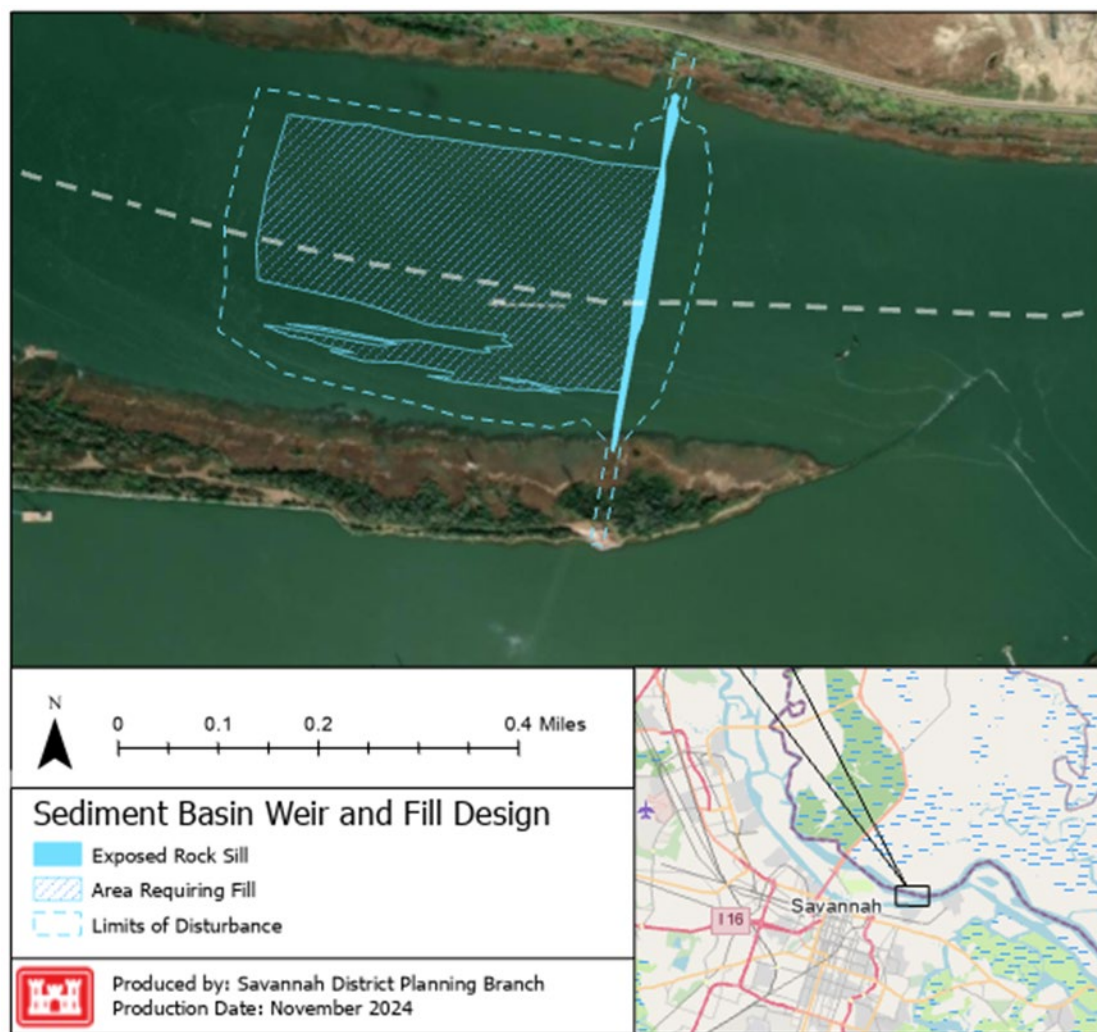 N
0 0.1 0.2 0.4 Miles
Sediment Basin Weir and Fill Design
Exposed Rock Sill
Area Requiring Fill
Limits of Disturbance
Produced by: Savannah District Planning Branch
Production Date: November 2024
Savannah
I 16